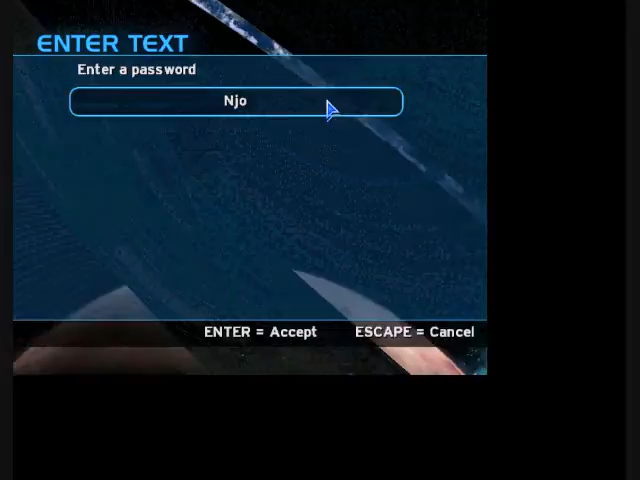 ENTER TEXT
Enter a password
Njo
ENTER = Accept ESCAPE = Cancel